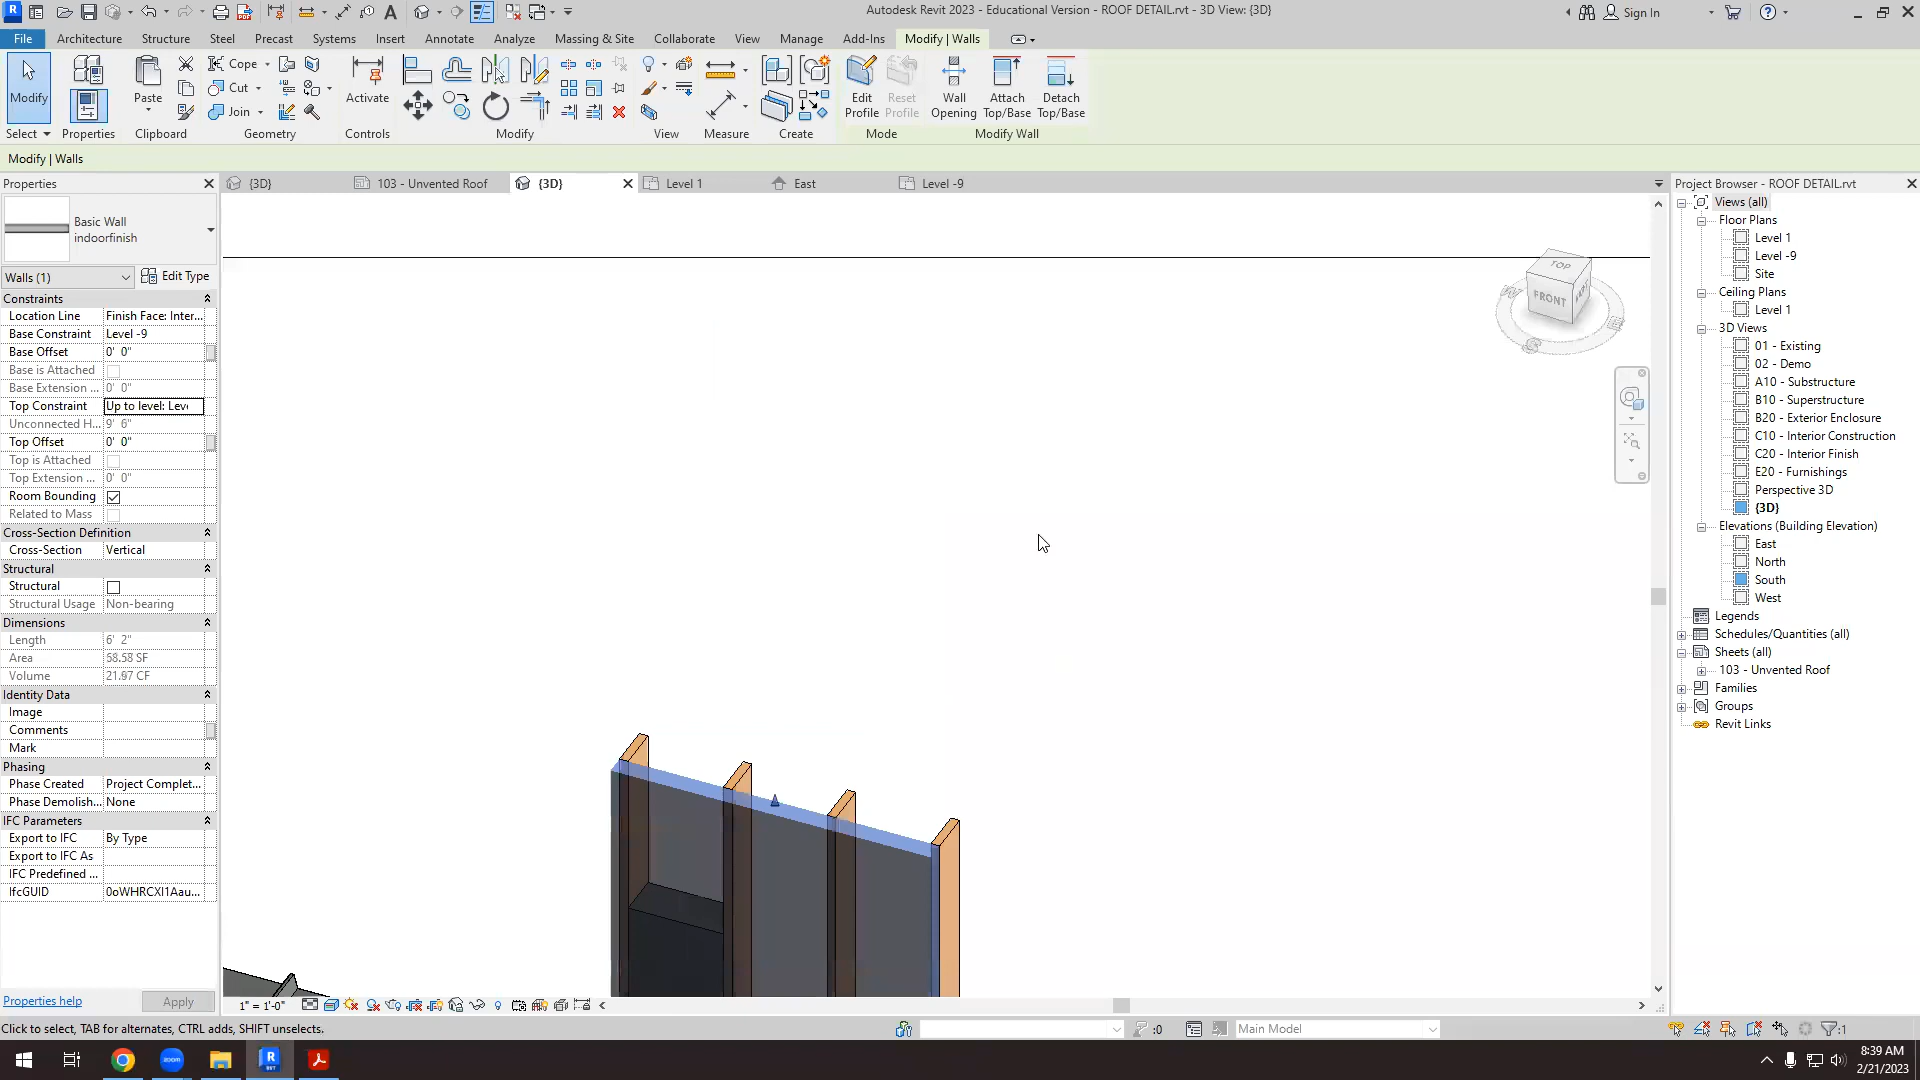 Autodesk Revit 2023 - Educational Version - ROOF DETAIL.rvt - 3D View: {3D}
Sign In
File Architecture Structure Steel Precast Systems Insert Annotate Analyze Massing & Site Collaborate View Manage Add-Ins Modify | Walls
Modify
Paste
Cope
Cut
Join
Activate
Edit Profile
Reset Profile
Wall Opening
Attach Top/Base
Detach Top/Base
Select Properties Clipboard Geometry Controls Modify View Measure Create Mode Modify Wall
Modify | Walls
Properties
{3D} 103 - Unvented Roof {3D} Level 1 East Level -9
Project Browser - ROOF DETAIL.rvt
Basic Wall
indoorfinish
Walls (1) Edit Type
Constraints
Location Line Finish Face: Inter...
Base Constraint Level -9
Base Offset 0' 0"
Base is Attached
Base Extension ... 0' 0"
Top Constraint Up to level: Leve
Unconnected H... 9' 6"
Top Offset 0' 0"
Top is Attached
Top Extension ... 0' 0"
Room Bounding
Related to Mass
Cross-Section Definition
Cross-Section Vertical
Structural
Structural
Structural Usage Non-bearing
Dimensions
Length 6' 2"
Area 58.58 SF
Volume 21.97 CF
Identity Data
Image
Comments
Mark
Phasing
Phase Created Project Complet...
Phase Demolish... None
IFC Parameters
Export to IFC By Type
Export to IFC As
IFC Predefined ...
IfcGUID 0oWHRCXl1Aau...
Properties help Apply
TOP
FRONT
Views (all)
Floor Plans
Level 1
Level -9
Site
Ceiling Plans
Level 1
3D Views
01 - Existing
02 - Demo
A10 - Substructure
B10 - Superstructure
B20 - Exterior Enclosure
C10 - Interior Construction
C20 - Interior Finish
E20 - Furnishings
Perspective 3D
{3D}
Elevations (Building Elevation)
East
North
South
West
Legends
Schedules/Quantities (all)
Sheets (all)
103 - Unvented Roof
Families
Groups
Revit Links
1" = 1'-0"
Click to select, TAB for alternates, CTRL adds, SHIFT unselects.
:0
Main Model
:1
zoom
8:39 AM
2/21/2023